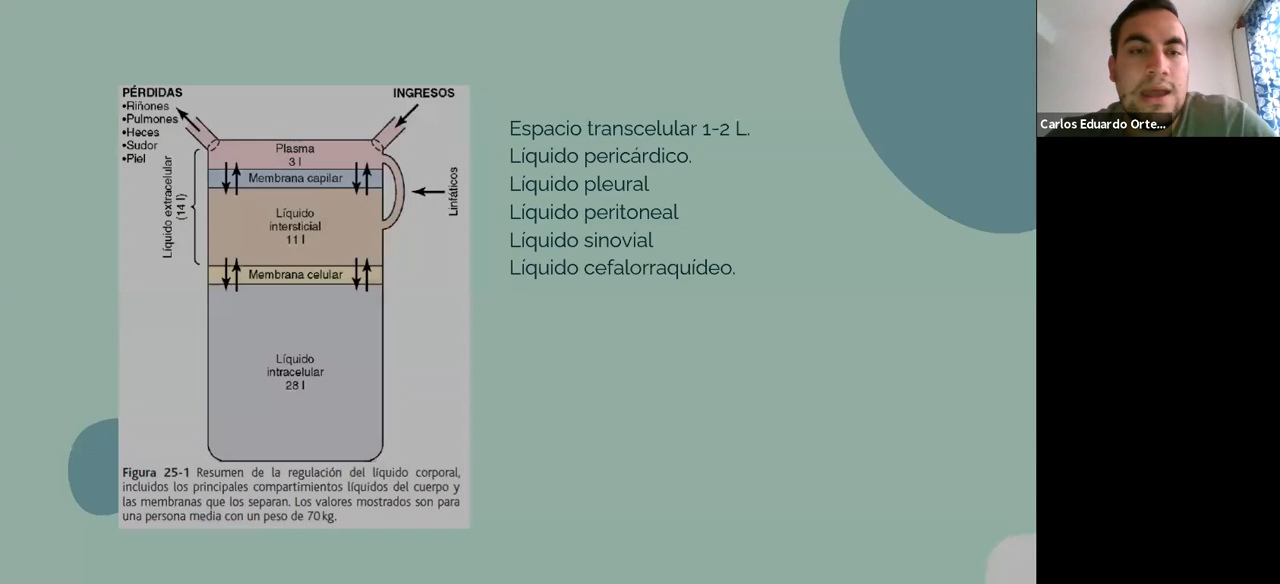 PÉRDIDAS
•Riñones
•Pulmones
•Heces
•Sudor
•Piel
INGRESOS
Plasma
3 l
Membrana capilar
Líquido extracelular
(14 l)
Líquido
intersticial
11 l
Linfáticos
Membrana celular
Líquido
intracelular
28 l
Figura 25-1 Resumen de la regulación del líquido corporal,
incluidos los principales compartimientos líquidos del cuerpo y
las membranas que los separan. Los valores mostrados son para
una persona media con un peso de 70 kg.
Espacio transcelular 1-2 L.
Líquido pericárdico.
Líquido pleural
Líquido peritoneal
Líquido sinovial
Líquido cefalorraquídeo.
Carlos Eduardo Orte...